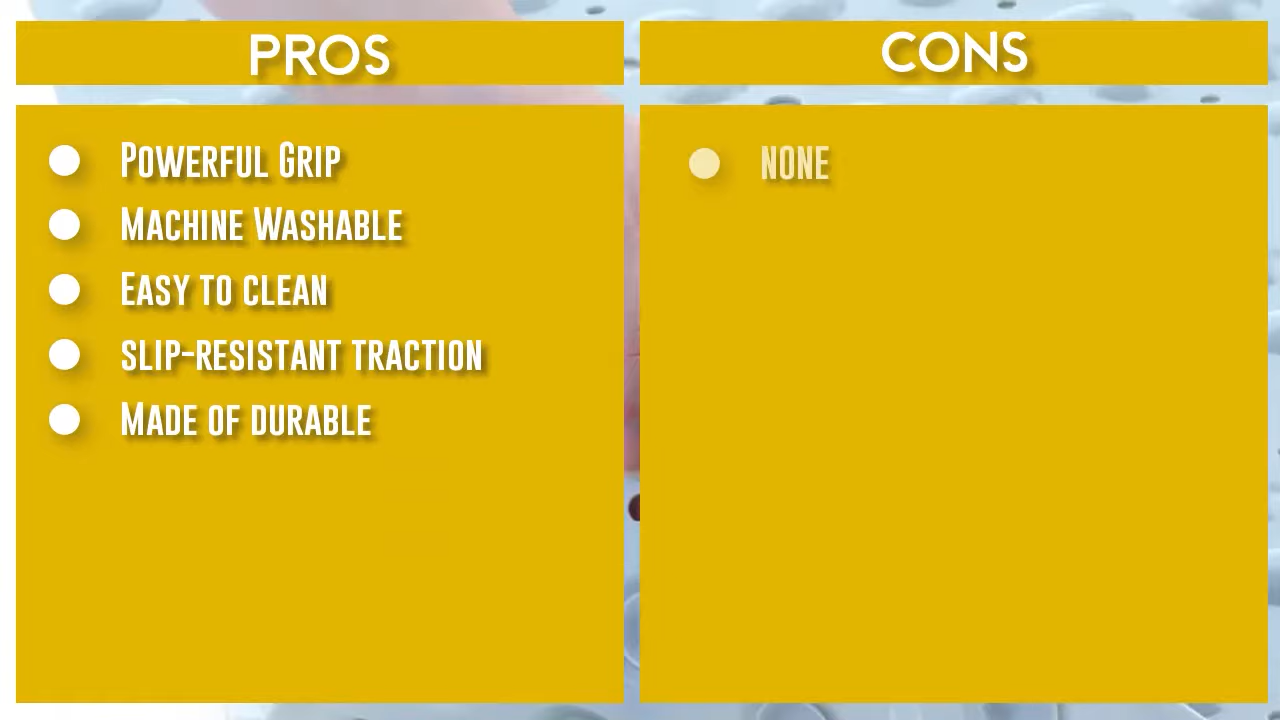 PROS
Powerful Grip
Machine Washable
Easy to clean
slip-resistant traction
Made of durable
CONS
NONE